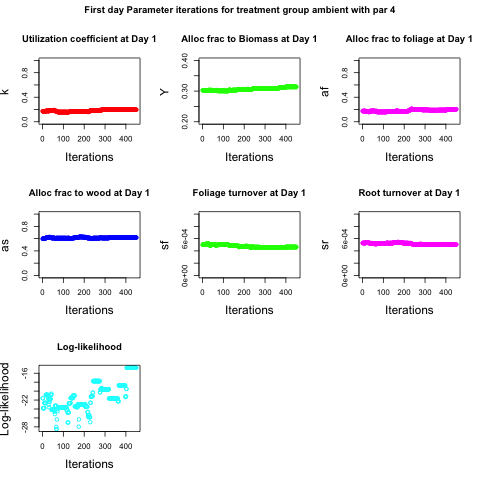 First day Parameter iterations for treatment group ambient with par 4
Utilization coefficient at Day 1
k
0.0 0.4 0.8
0 100 200 300 400
Iterations
Alloc frac to Biomass at Day 1
Y
0.20 0.30 0.40
0 100 200 300 400
Iterations
Alloc frac to foliage at Day 1
af
0.0 0.4 0.8
0 100 200 300 400
Iterations
Alloc frac to wood at Day 1
as
0.0 0.4 0.8
0 100 200 300 400
Iterations
Foliage turnover at Day 1
sf
0e+00 6e-04
0 100 200 300 400
Iterations
Root turnover at Day 1
sr
0e+00 6e-04
0 100 200 300 400
Iterations
Log-likelihood
Log-likelihood
-28 -22 -16
0 100 200 300 400
Iterations